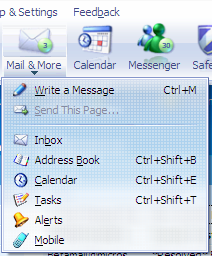 p & Settings Feedback
3 30
Mail & More Calendar Messenger Safe
Write a Message Ctrl+M
Send This Page...
Inbox
Address Book Ctrl+Shift+B
Calendar Ctrl+Shift+E
Tasks Ctrl+Shift+T
Alerts
Mobile